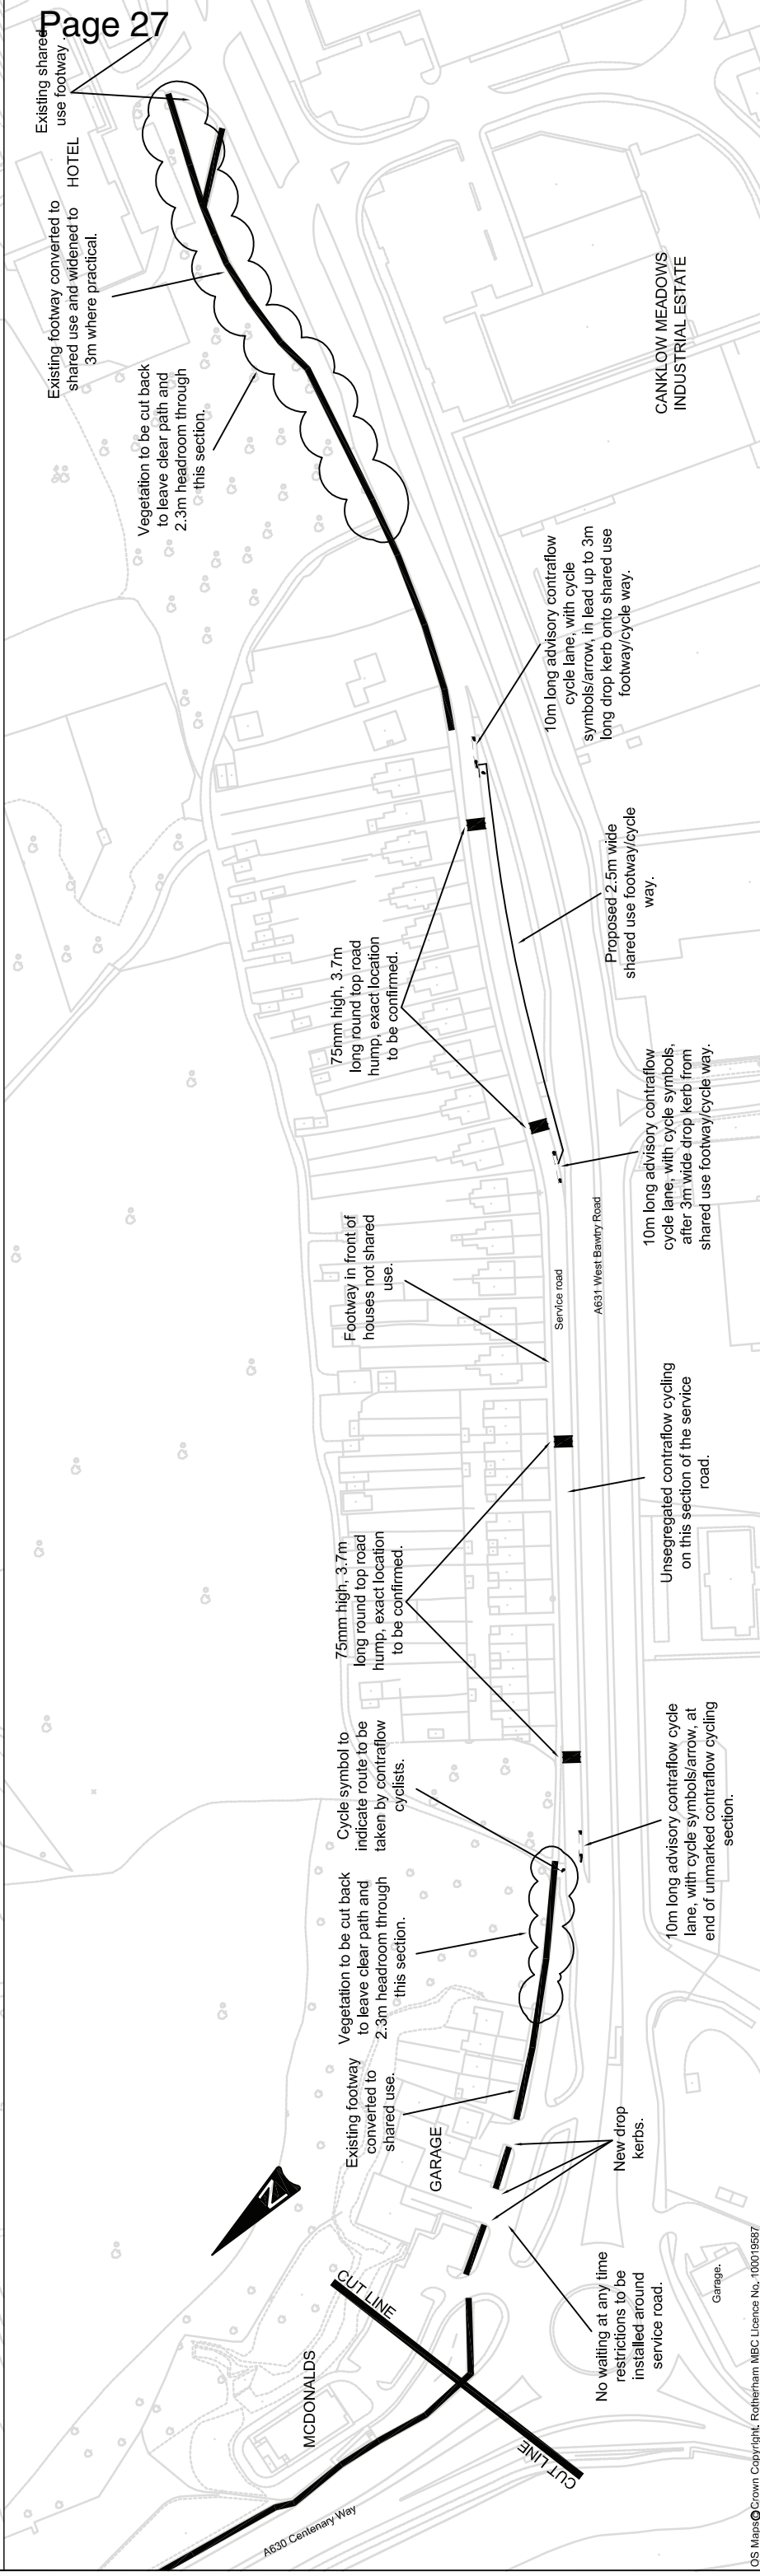 Page 27
Existing shared
use footway .
HOTEL
Existing footway converted to
shared use and widened to
3m where practical.
Vegetation to be cut back
to leave clear path and
2.3m headroom through
this section.
CANKLOW MEADOWS
INDUSTRIAL ESTATE
10m long advisory contraflow
cycle lane, with cycle
symbols/arrow, in lead up to 3m
long drop kerb onto shared use
footway/cycle way.
Proposed 2.5m wide
shared use footway/cycle
way.
75mm high, 3.7m
long round top road
hump, exact location
to be confirmed.
10m long advisory contraflow
cycle lane, with cycle symbols,
after 3m wide drop kerb from
shared use footway/cycle way.
Footway in front of
houses not shared
use.
Service road
A631 West Bawtry Road
Unsegregated contraflow cycling
on this section of the service
road.
75mm high, 3.7m
long round top road
hump, exact location
to be confirmed.
Cycle symbol to
indicate route to be
taken by contraflow
cyclists.
10m long advisory contraflow cycle
lane, with cycle symbols/arrow, at
end of unmarked contraflow cycling
section.
Vegetation to be cut back
to leave clear path and
2.3m headroom through
this section.
Existing footway
converted to
shared use.
GARAGE
New drop
kerbs.
N
No waiting at any time
restrictions to be
installed around
service road.
Garage.
CUT LINE
CUT LINE
MCDONALDS
A630 Centenary Way
OS Maps © Crown Copyright. Rotherham MBC Licence No. 100019587